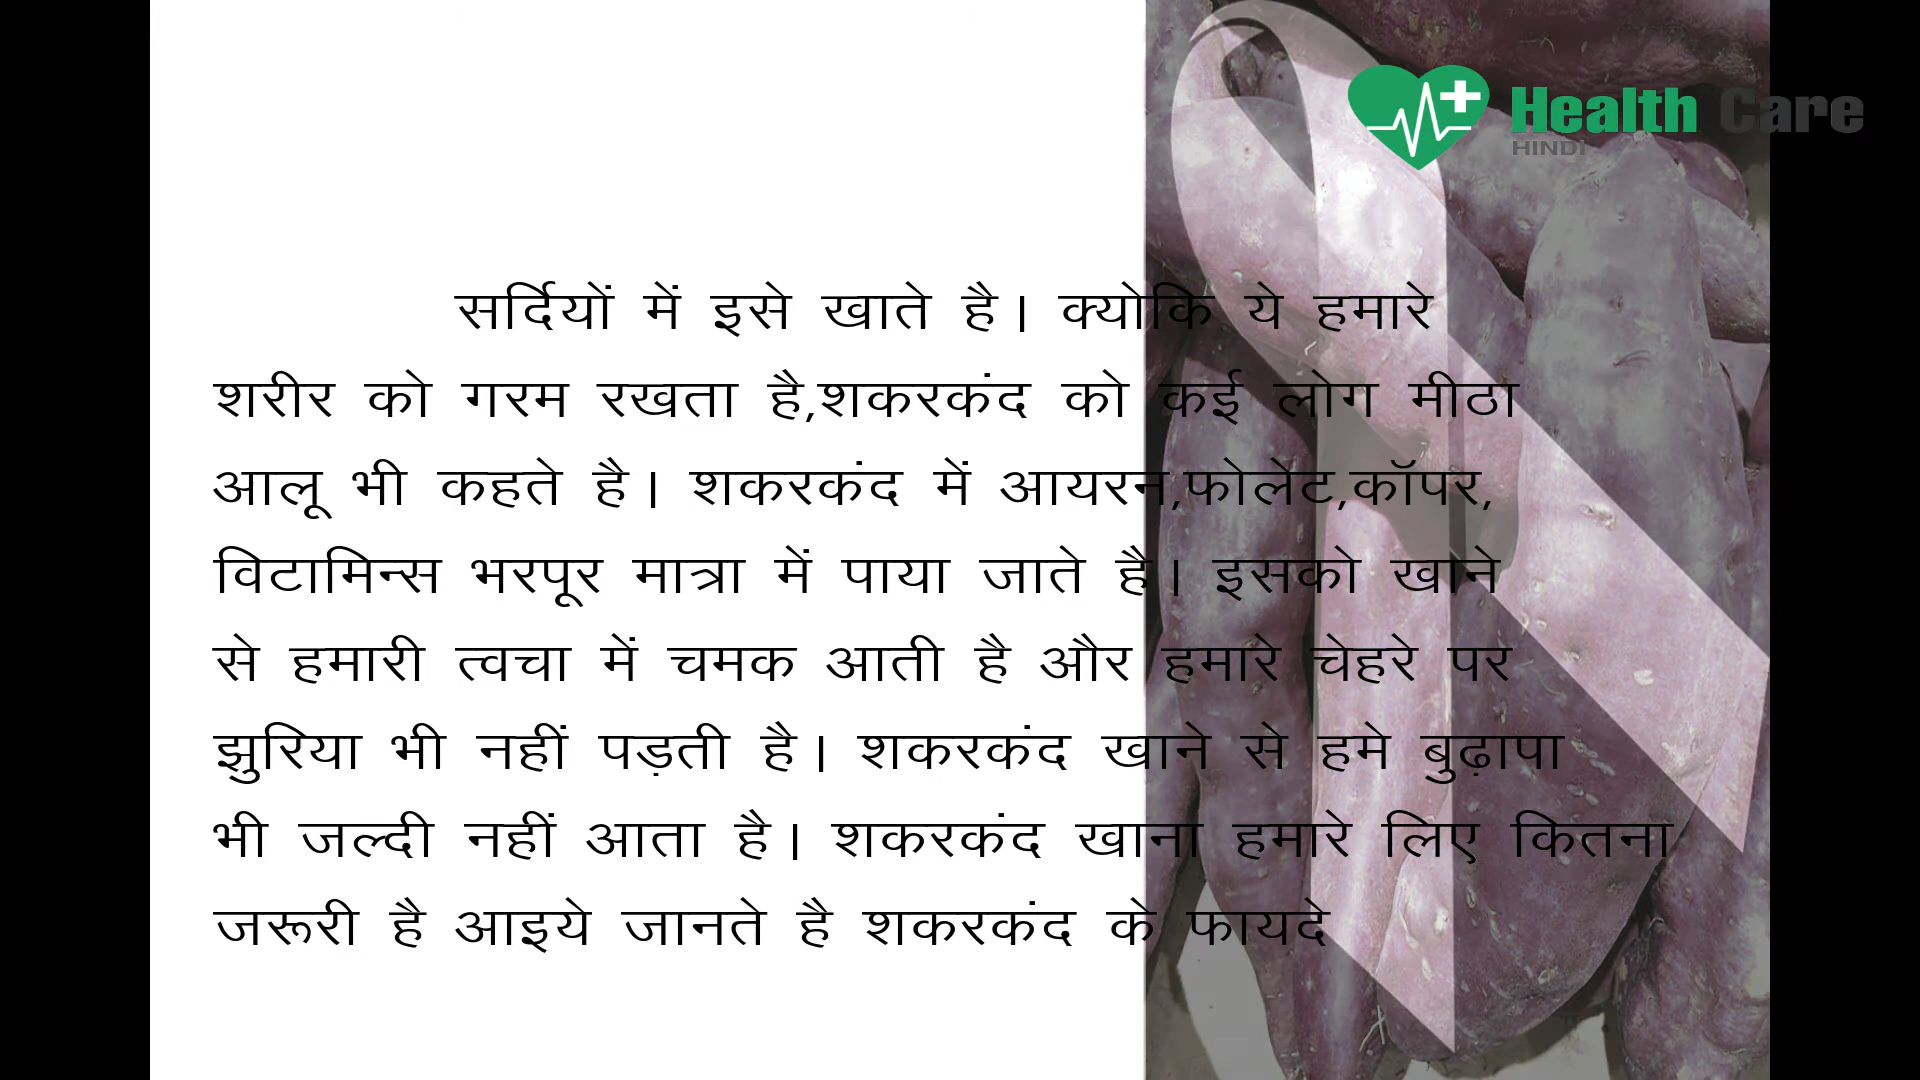 Health Care
HINDI
सर्दियों में इसे खाते है। क्योकि ये हमारे
शरीर को गरम रखता है,शकरकंद को कई लोग मीठा
आलू भी कहते है। शकरकंद में आयरन,फोलेट,कॉपर,
विटामिन्स भरपूर मात्रा में पाया जाते है। इसको खाने
से हमारी त्वचा में चमक आती है और हमारे चेहरे पर
झुरिया भी नहीं पड़ती है। शकरकंद खाने से हमे बुढ़ापा
भी जल्दी नहीं आता है। शकरकंद खाना हमारे लिए कितना
जरूरी है आइये जानते है शकरकंद के फायदे